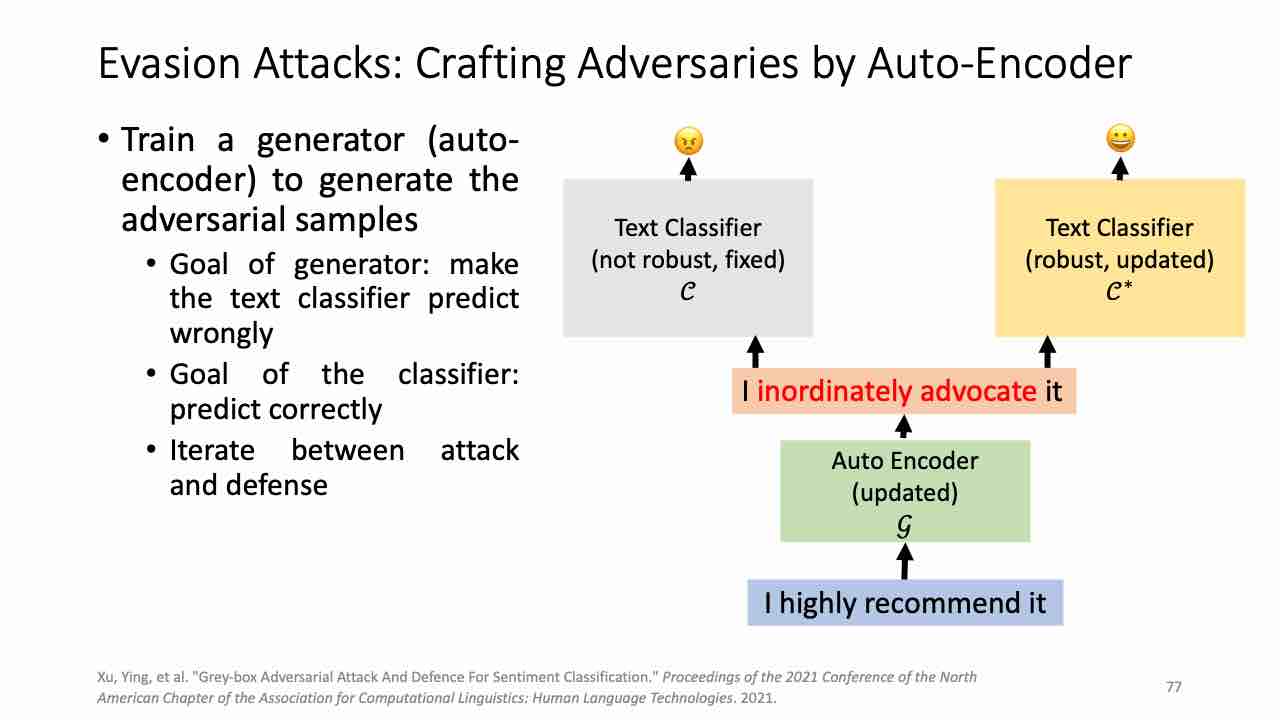 Evasion Attacks: Crafting Adversaries by Auto-Encoder
• Train a generator (auto-
encoder) to generate the
adversarial samples
• Goal of generator: make
the text classifier predict
wrongly
• Goal of the classifier:
predict correctly
• Iterate between attack
and defense
Text Classifier
(not robust, fixed)
𝒞
Text Classifier
(robust, updated)
𝒞*
I inordinately advocate it
Auto Encoder
(updated)
𝒢
I highly recommend it
Xu, Ying, et al. "Grey-box Adversarial Attack And Defence For Sentiment Classification." Proceedings of the 2021 Conference of the North
American Chapter of the Association for Computational Linguistics: Human Language Technologies. 2021.
77